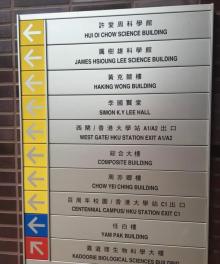 許愛周科學館
HUI OI CHOW SCIENCE BUILDING
厲樹雄科學館
JAMES HSIOUNG LEE SCIENCE BUILDING
黃克競樓
HAKING WONG BUILDING
李國賢堂
SIMON K.Y. LEE HALL
西閘 / 香港大學站 A1/A2 出口
WEST GATE/ HKU STATION EXIT A1/A2
綜合大樓
COMPOSITE BUILDING
周亦卿樓
CHOW YEI CHING BUILDING
百周年校園 / 香港大學站 C1 出口
CENTENNIAL CAMPUS/ HKU STATION EXIT C1
任白樓
YAM PAK BUILDING
嘉道理生物科學大樓
KADOORIE BIOLOGICAL SCIENCES BUILDING